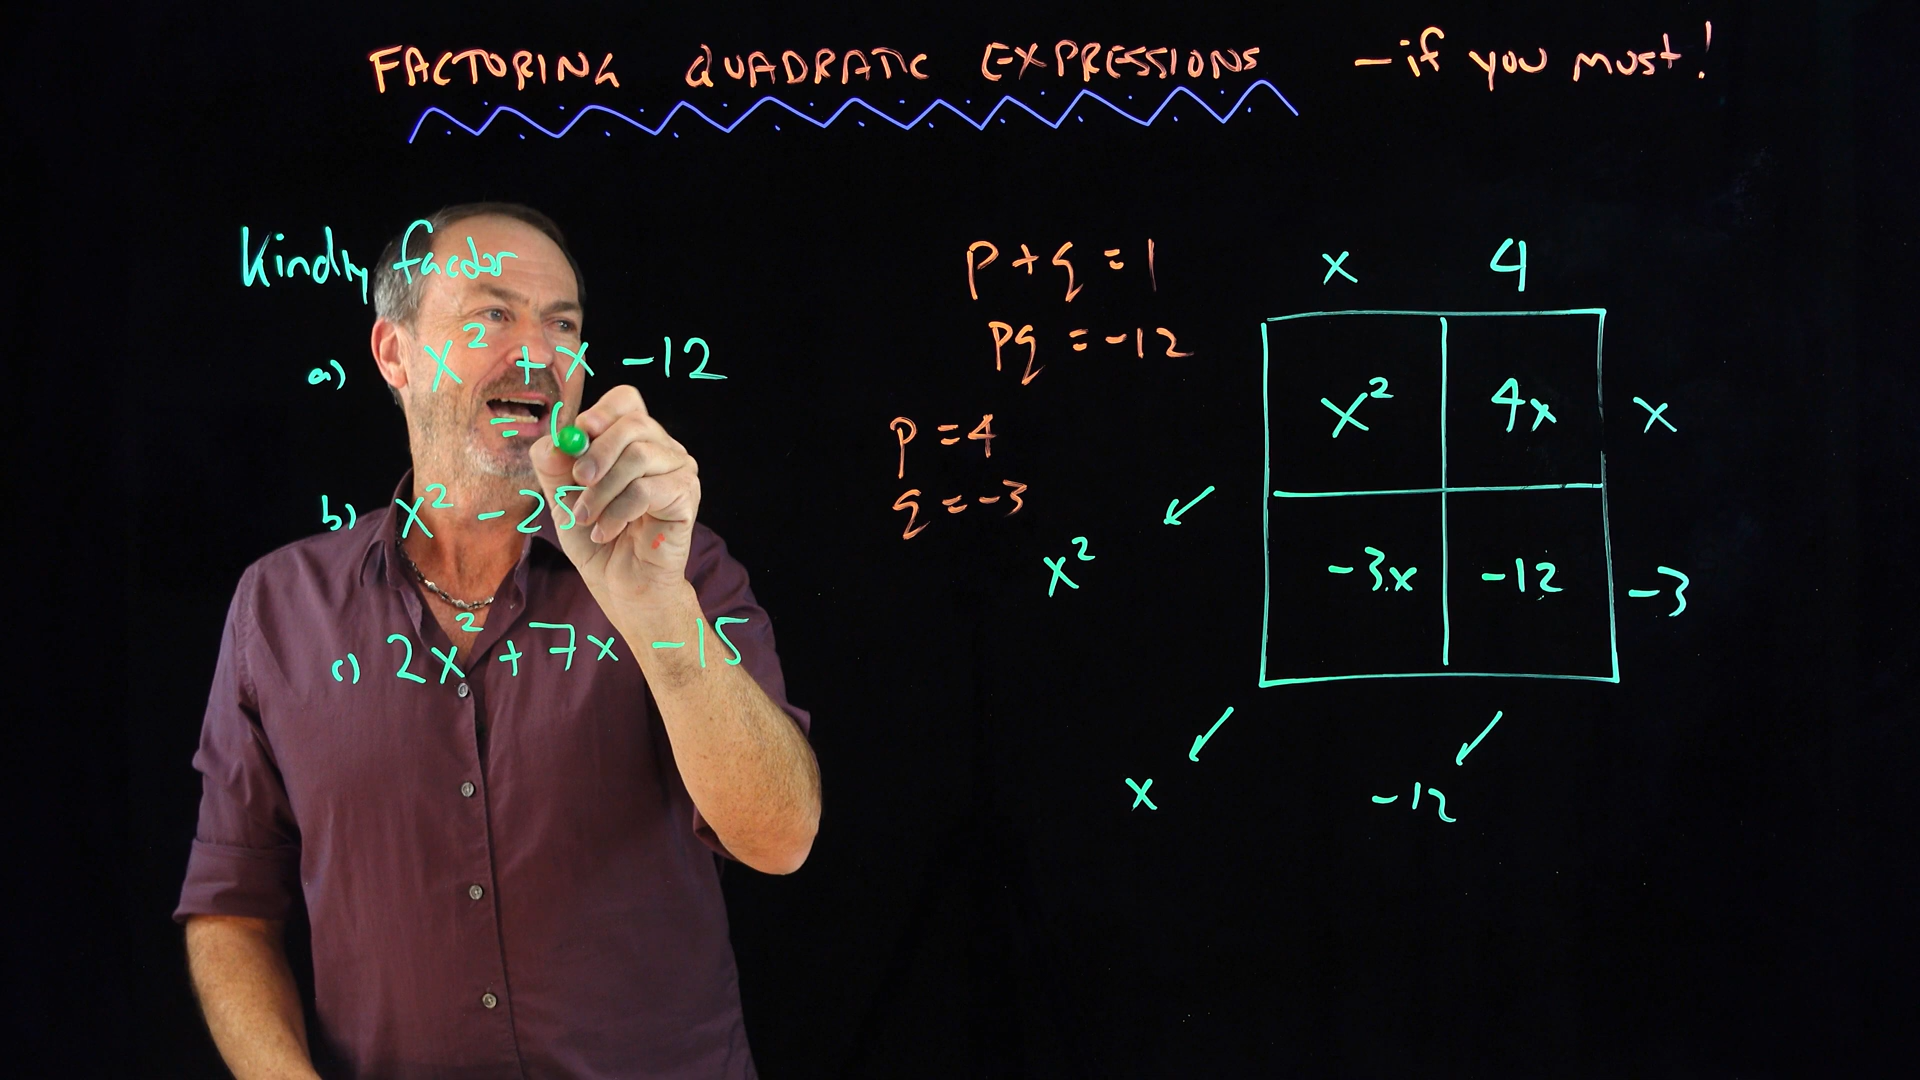 FACTORING QUADRATIC EXPRESSIONS – if you must!
Kindly factor
a) x² + x - 12
= (
b) x² - 25
c) 2x² + 7x - 15
p + q = 1
pq = -12
p = 4
q = -3
x 4
x² 4x x
-3x -12 -3
x²
x -12